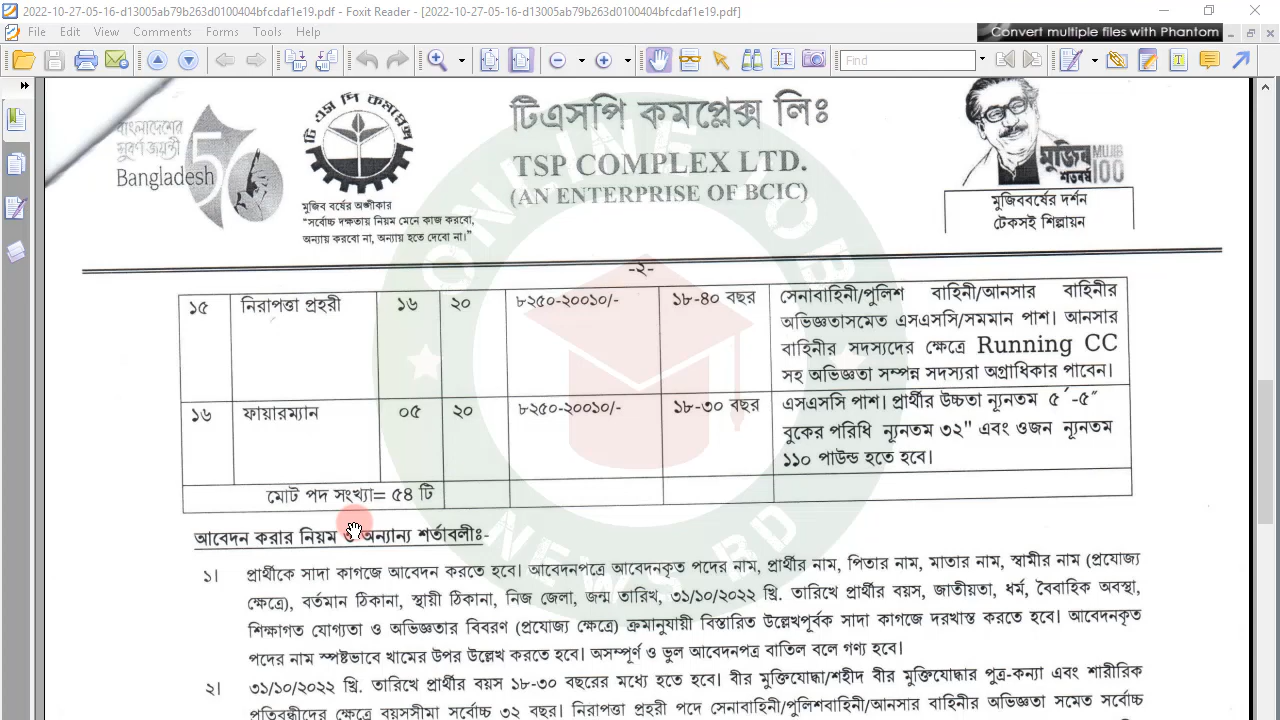 2022-10-27-05-16-d13005ab79b263d0100404bfcdaf1e19.pdf - Foxit Reader - [2022-10-27-05-16-d13005ab79b263d0100404bfcdaf1e19.pdf]
File Edit View Comments Forms Tools Help
Convert multiple files with Phantom
Find
বাংলাদেশের
সুবর্ণ জয়ন্তী
50
Bangladesh
টি এস পি কমপ্লেক্স
মুজিব বর্ষের অঙ্গীকার
"সর্বোচ্চ দক্ষতায় নিয়ম মেনে কাজ করবো,
অন্যায় করবো না, অন্যায় হতে দেবো না।"
টিএসপি কমপ্লেক্স লিঃ
TSP COMPLEX LTD.
(AN ENTERPRISE OF BCIC)
মুজিব MUJIB
শতবর্ষ 100
মুজিববর্ষের দর্শন
টেকসই শিল্পায়ন
ONLINE JOB
NEWS BD
-২-
১৫ নিরাপত্তা প্রহরী ১৬ ২০ ৮২৫০-২০০১০/- ১৮-৪০ বছর সেনাবাহিনী/পুলিশ বাহিনী/আনসার বাহিনীর
অভিজ্ঞতাসমেত এসএসসি/সমমান পাশ। আনসার
বাহিনীর সদস্যদের ক্ষেত্রে Running CC
সহ অভিজ্ঞতা সম্পন্ন সদস্যরা অগ্রাধিকার পাবেন।
১৬ ফায়ারম্যান ০৫ ২০ ৮২৫০-২০০১০/- ১৮-৩০ বছর এসএসসি পাশ। প্রার্থীর উচ্চতা ন্যূনতম ৫´-৫˝
বুকের পরিধি ন্যূনতম ৩২" এবং ওজন ন্যূনতম
১১০ পাউন্ড হতে হবে।
মোট পদ সংখ্যা= ৫৪ টি
আবেদন করার নিয়ম ও অন্যান্য শর্তাবলীঃ-
১। প্রার্থীকে সাদা কাগজে আবেদন করতে হবে। আবেদনপত্রে আবেদনকৃত পদের নাম, প্রার্থীর নাম, পিতার নাম, মাতার নাম, স্বামীর নাম (প্রযোজ্য
ক্ষেত্রে), বর্তমান ঠিকানা, স্থায়ী ঠিকানা, নিজ জেলা, জন্ম তারিখ, ৩১/১০/২০২২ খ্রি. তারিখে প্রার্থীর বয়স, জাতীয়তা, ধর্ম, বৈবাহিক অবস্থা,
শিক্ষাগত যোগ্যতা ও অভিজ্ঞতার বিবরণ (প্রযোজ্য ক্ষেত্রে) ক্রমানুযায়ী বিস্তারিত উল্লেখপূর্বক সাদা কাগজে দরখাস্ত করতে হবে। আবেদনকৃত
পদের নাম স্পষ্টভাবে খামের উপর উল্লেখ করতে হবে। অসম্পূর্ণ ও ভুল আবেদনপত্র বাতিল বলে গণ্য হবে।
২। ৩১/১০/২০২২ খ্রি. তারিখে প্রার্থীর বয়স ১৮-৩০ বছরের মধ্যে হতে হবে। বীর মুক্তিযোদ্ধা/শহীদ বীর মুক্তিযোদ্ধার পুত্র-কন্যা এবং শারীরিক
প্রতিবন্ধীদের ক্ষেত্রে বয়সসীমা সর্বোচ্চ ৩২ বছর। নিরাপত্তা প্রহরী পদে সেনাবাহিনী/পুলিশবাহিনী/আনসার বাহিনীর অভিজ্ঞতা সমেত সর্বোচ্চ